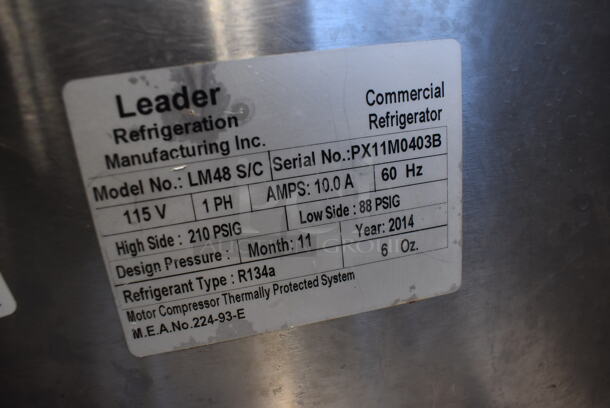 Leader
Refrigeration
Manufacturing Inc.
Commercial
Refrigerator
Model No.: LM48 S/C Serial No.:PX11M0403B
115 V 1 PH AMPS: 10.0 A 60 Hz
High Side : 210 PSIG Low Side : 88 PSIG
Design Pressure : Month: 11 Year: 2014
Refrigerant Type : R134a 6 Oz.
Motor Compressor Thermally Protected System
M.E.A.No.224-93-E